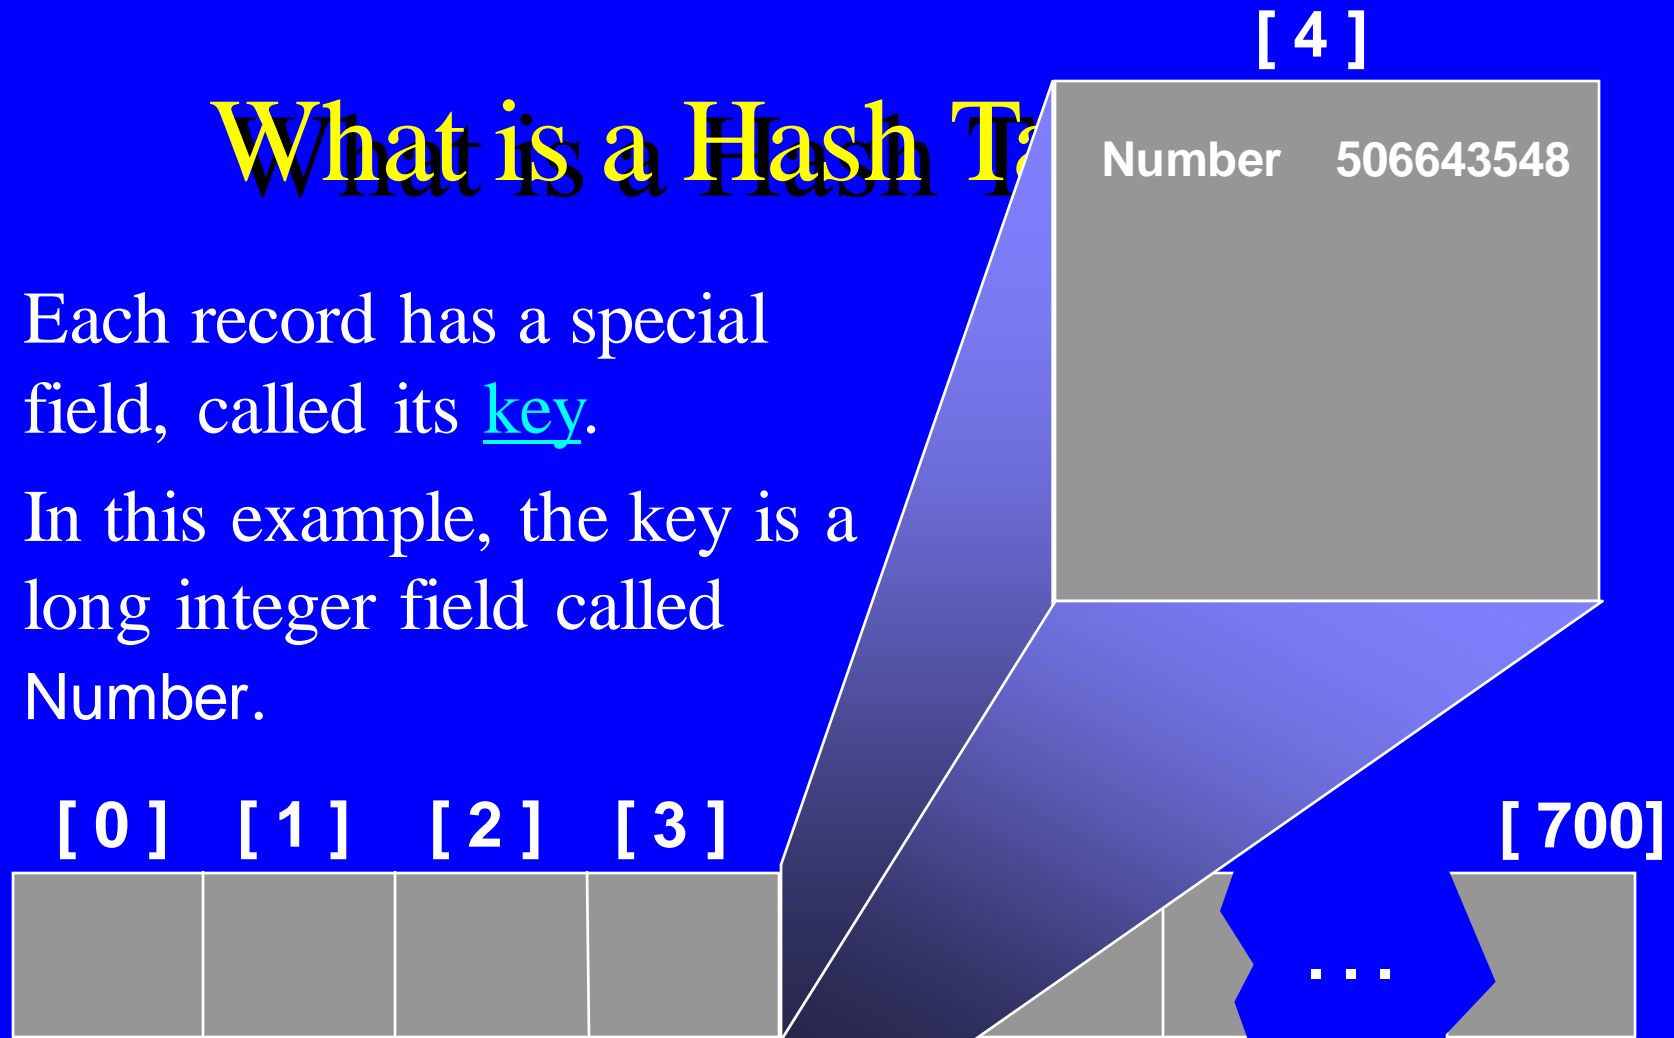 [ 4 ]
What is a Hash Ta
Number 506643548
Each record has a special
field, called its key.
In this example, the key is a
long integer field called
Number.
[ 0 ] [ 1 ] [ 2 ] [ 3 ] [ 700]
. . .